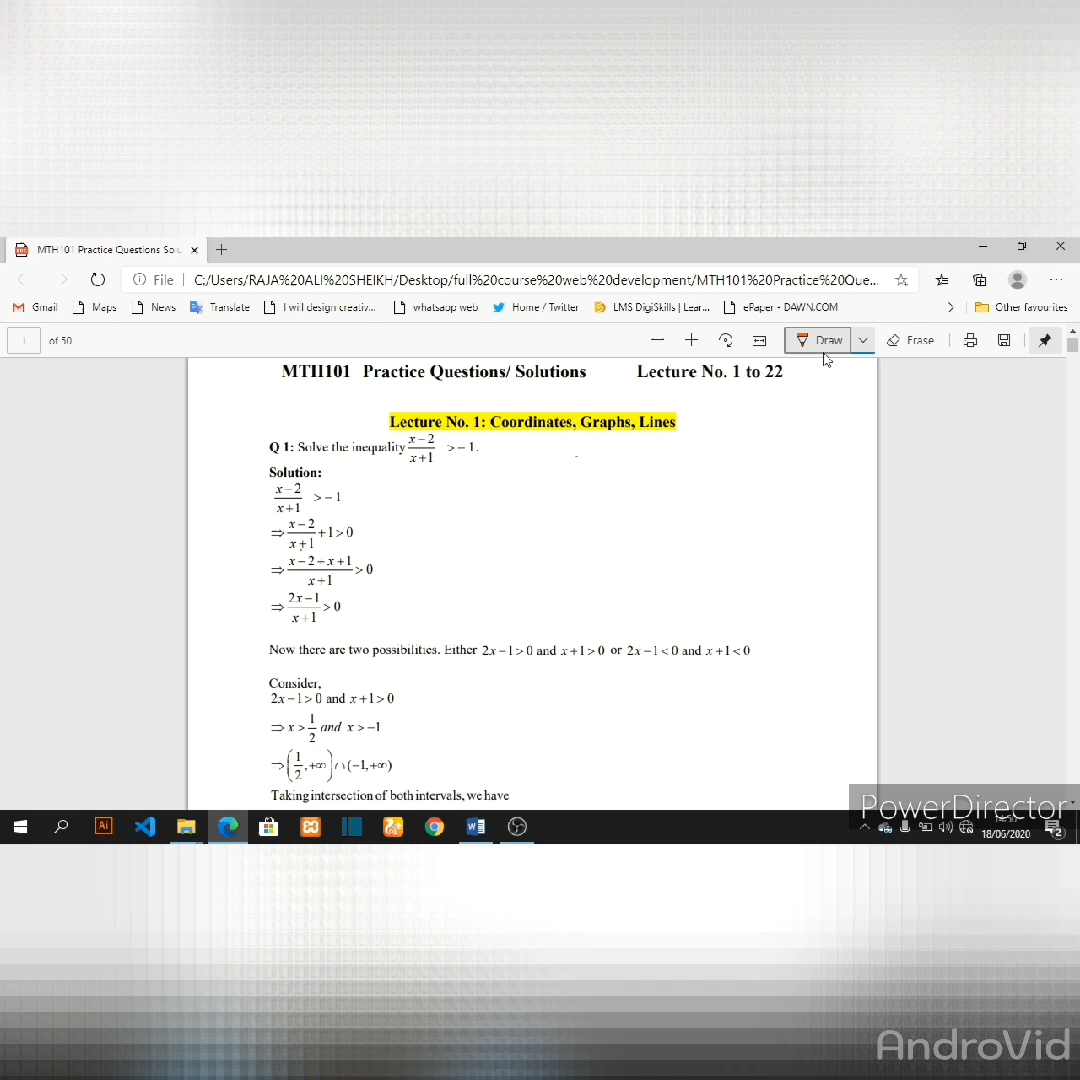 MTH101 Practice Questions Solu
File C:/Users/RAJA%20ALI%20SHEIKH/Desktop/full%20course%20web%20development/MTH101%20Practice%20Que...
Gmail Maps News Translate I will design creativ... whatsapp web Home / Twitter LMS DigiSkills | Lear... ePaper - DAWN.COM Other favourites
1 of 50 Draw Erase
MTH101 Practice Questions/ Solutions Lecture No. 1 to 22
Lecture No. 1: Coordinates, Graphs, Lines
Q 1: Solve the inequality (x−2)/(x+1) > −1.
Solution:
(x−2)/(x+1) > −1
⇒ (x−2)/(x+1) + 1 > 0
⇒ (x−2+x+1)/(x+1) > 0
⇒ (2x−1)/(x+1) > 0
Now there are two possibilities. Either 2x−1>0 and x+1>0 or 2x−1<0 and x+1<0
Consider,
2x−1>0 and x+1>0
⇒ x > 1/2 and x > −1
⇒ (1/2, +∞) ∩ (−1, +∞)
Taking intersection of both intervals, we have
PowerDirector
Ai
18/06/2020
2
AndroVid